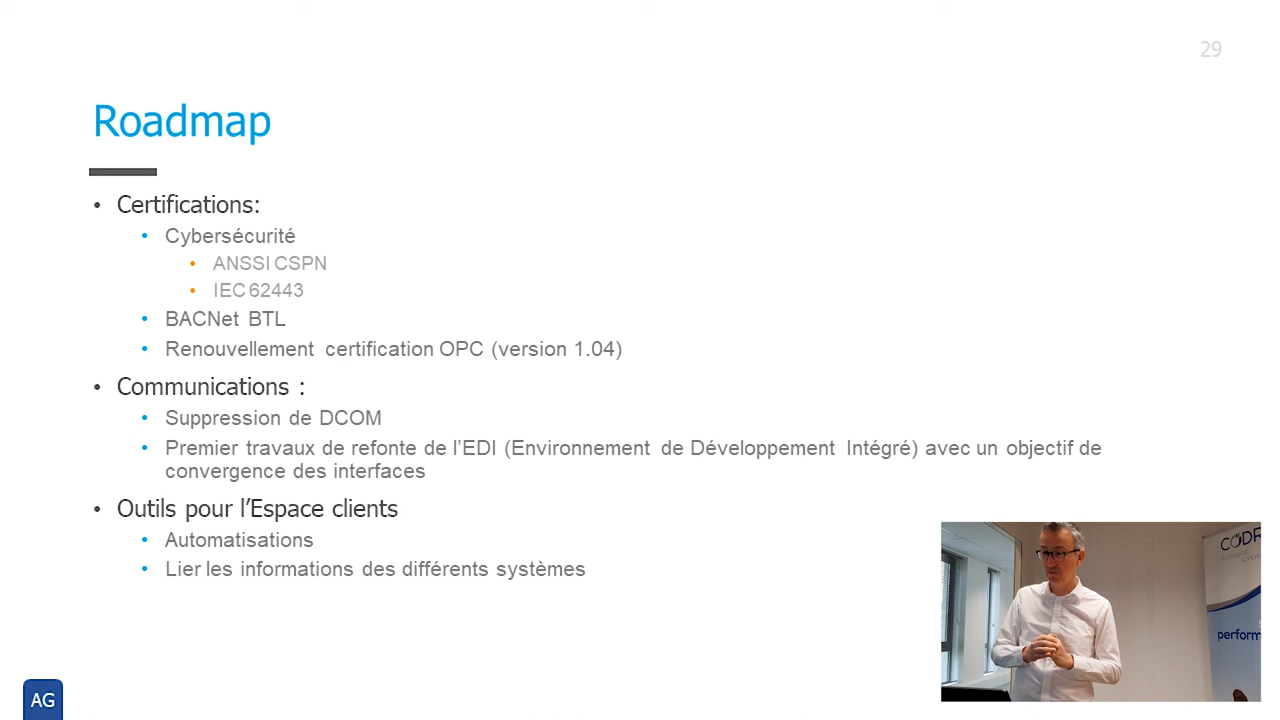 29
Roadmap
• Certifications:
• Cybersécurité
• ANSSI CSPN
• IEC 62443
• BACNet BTL
• Renouvellement certification OPC (version 1.04)
• Communications :
• Suppression de DCOM
• Premier travaux de refonte de l'EDI (Environnement de Développement Intégré) avec un objectif de
convergence des interfaces
• Outils pour l'Espace clients
• Automatisations
• Lier les informations des différents systèmes
CODR
perform
AG